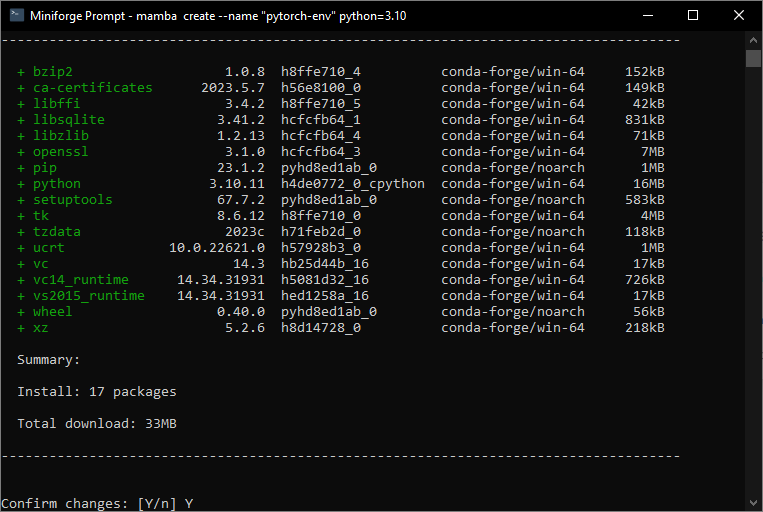 Miniforge Prompt - mamba  create --name "pytorch-env" python=3.10
-------------------------------------------------------------------------------------
+ bzip2                   1.0.8  h8ffe710_4          conda-forge/win-64     152kB
+ ca-certificates      2023.5.7  h56e8100_0          conda-forge/win-64     149kB
+ libffi                  3.4.2  h8ffe710_5          conda-forge/win-64      42kB
+ libsqlite              3.41.2  hcfcfb64_1          conda-forge/win-64     831kB
+ libzlib                1.2.13  hcfcfb64_4          conda-forge/win-64      71kB
+ openssl                 3.1.0  hcfcfb64_3          conda-forge/win-64       7MB
+ pip                    23.1.2  pyhd8ed1ab_0        conda-forge/noarch       1MB
+ python                3.10.11  h4de0772_0_cpython  conda-forge/win-64      16MB
+ setuptools             67.7.2  pyhd8ed1ab_0        conda-forge/noarch     583kB
+ tk                     8.6.12  h8ffe710_0          conda-forge/win-64       4MB
+ tzdata                  2023c  h71feb2d_0          conda-forge/noarch     118kB
+ ucrt             10.0.22621.0  h57928b3_0          conda-forge/win-64       1MB
+ vc                       14.3  hb25d44b_16         conda-forge/win-64      17kB
+ vc14_runtime      14.34.31931  h5081d32_16         conda-forge/win-64     726kB
+ vs2015_runtime    14.34.31931  hed1258a_16         conda-forge/win-64      17kB
+ wheel                  0.40.0  pyhd8ed1ab_0        conda-forge/noarch      56kB
+ xz                      5.2.6  h8d14728_0          conda-forge/win-64     218kB
Summary:
Install: 17 packages
Total download: 33MB
-------------------------------------------------------------------------------------
Confirm changes: [Y/n] Y